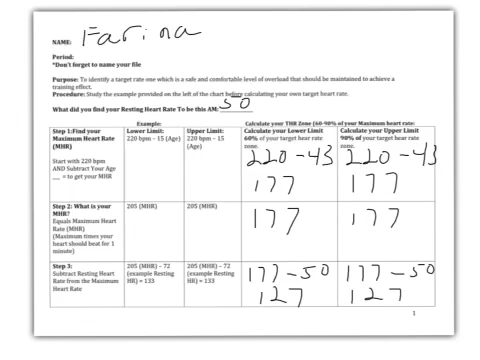 NAME: Farina
Period:
*Don't forget to name your file
Purpose: To identify a target rate one which is a safe and comfortable level of overload that should be maintained to achieve a
training effect.
Procedure: Study the example provided on the left of the chart before calculating your own target heart rate.
What did you find your Resting Heart Rate To be this AM: 50
Example: Calculate your THR Zone (60-90% of your Maximum heart rate:
Step 1:Find your Maximum Heart Rate (MHR)
Start with 220 bpm AND Subtract Your Age
__ = to get your MHR
Lower Limit:
220 bpm – 15 (Age)
Upper Limit:
220 bpm – 15 (Age)
Calculate your Lower Limit
60% of your target hear rate zone.
220 -43
177
Calculate your Upper Limit
90% of your target heart rate zone.
220 -43
177
Step 2: What is your MHR?
Equals Maximum Heart Rate (MHR)
(Maximum times your heart should beat for 1 minute)
205 (MHR)
205 (MHR)
177
177
Step 3:
Subtract Resting Heart Rate from the Maximum Heart Rate
205 (MHR) – 72
(example Resting HR) = 133
205 (MHR) – 72
(example Resting HR) = 133
177 -50
127
177 -50
127
1